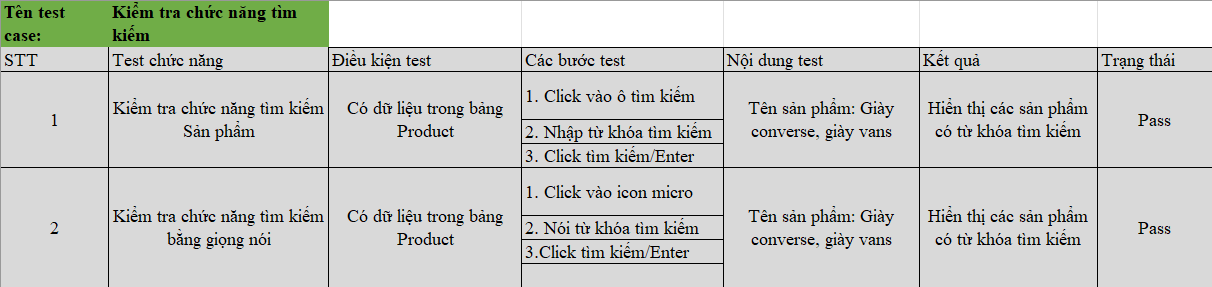 Tên test case:
Kiểm tra chức năng tìm kiếm
STT
Test chức năng
Điều kiện test
Các bước test
Nội dung test
Kết quả
Trạng thái
1
Kiểm tra chức năng tìm kiếm
Sản phẩm
Có dữ liệu trong bảng
Product
1. Click vào ô tìm kiếm
2. Nhập từ khóa tìm kiếm
3. Click tìm kiếm/Enter
Tên sản phẩm: Giày
converse, giày vans
Hiển thị các sản phẩm
có từ khóa tìm kiếm
Pass
2
Kiểm tra chức năng tìm kiếm
bằng giọng nói
Có dữ liệu trong bảng
Product
1. Click vào icon micro
2. Nói từ khóa tìm kiếm
3.Click tìm kiếm/Enter
Tên sản phẩm: Giày
converse, giày vans
Hiển thị các sản phẩm
có từ khóa tìm kiếm
Pass